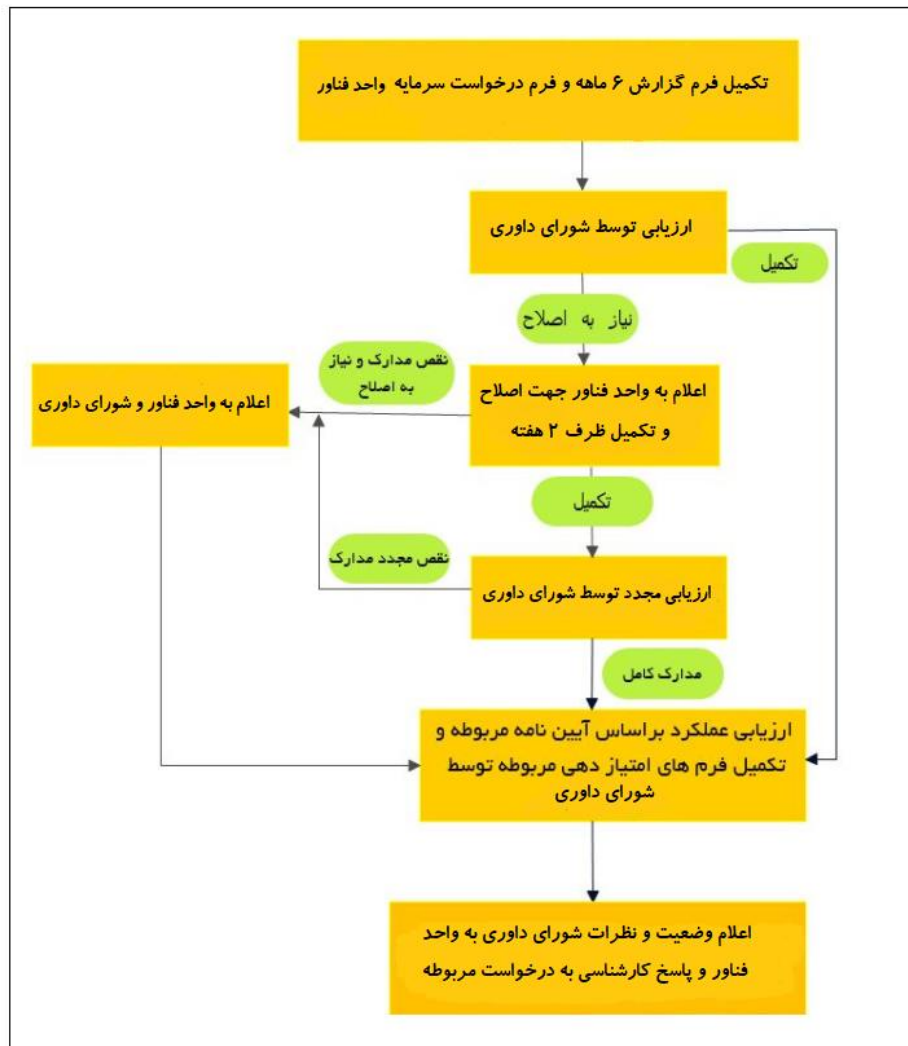 تکمیل فرم گزارش ۶ ماهه و فرم درخواست سرمایه واحد فناور
ارزیابی توسط شورای داوری
تکمیل
نیاز به اصلاح
نقص مدارک و نیاز
به اصلاح
اعلام به واحد فناور جهت اصلاح
و تکمیل ظرف ۲ هفته
اعلام به واحد فناور و شورای داوری
تکمیل
نقص مجدد مدارک
ارزیابی مجدد توسط شورای داوری
مدارک کامل
ارزیابی عملکرد براساس آیین نامه مربوطه و
تکمیل فرم های امتیاز دهی مربوطه توسط
شورای داوری
اعلام وضعیت و نظرات شورای داوری به واحد
فناور و پاسخ کارشناسی به درخواست مربوطه